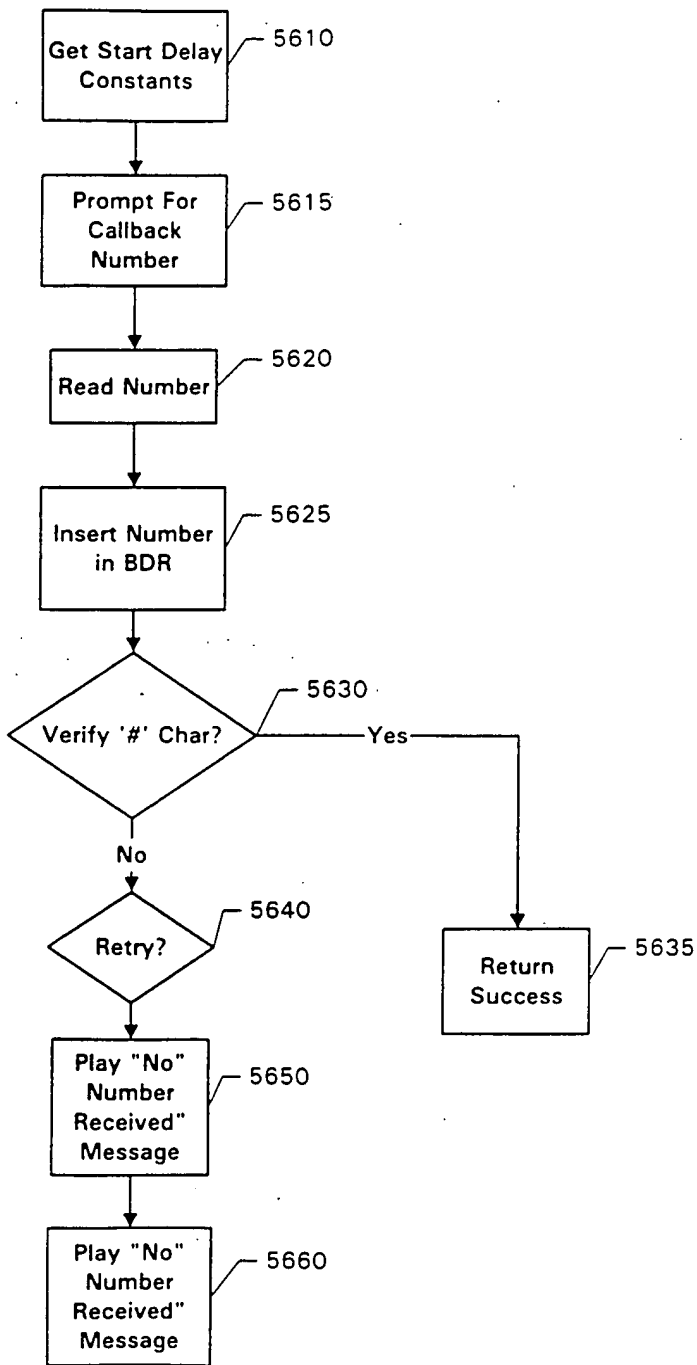 Get Start Delay
Constants
5610
Prompt For
Callback
Number
5615
Read Number
5620
Insert Number
in BDR
5625
Verify '#' Char?
5630
Yes
No
Retry?
5640
Return
Success
5635
Play "No"
Number
Received"
Message
5650
Play "No"
Number
Received"
Message
5660